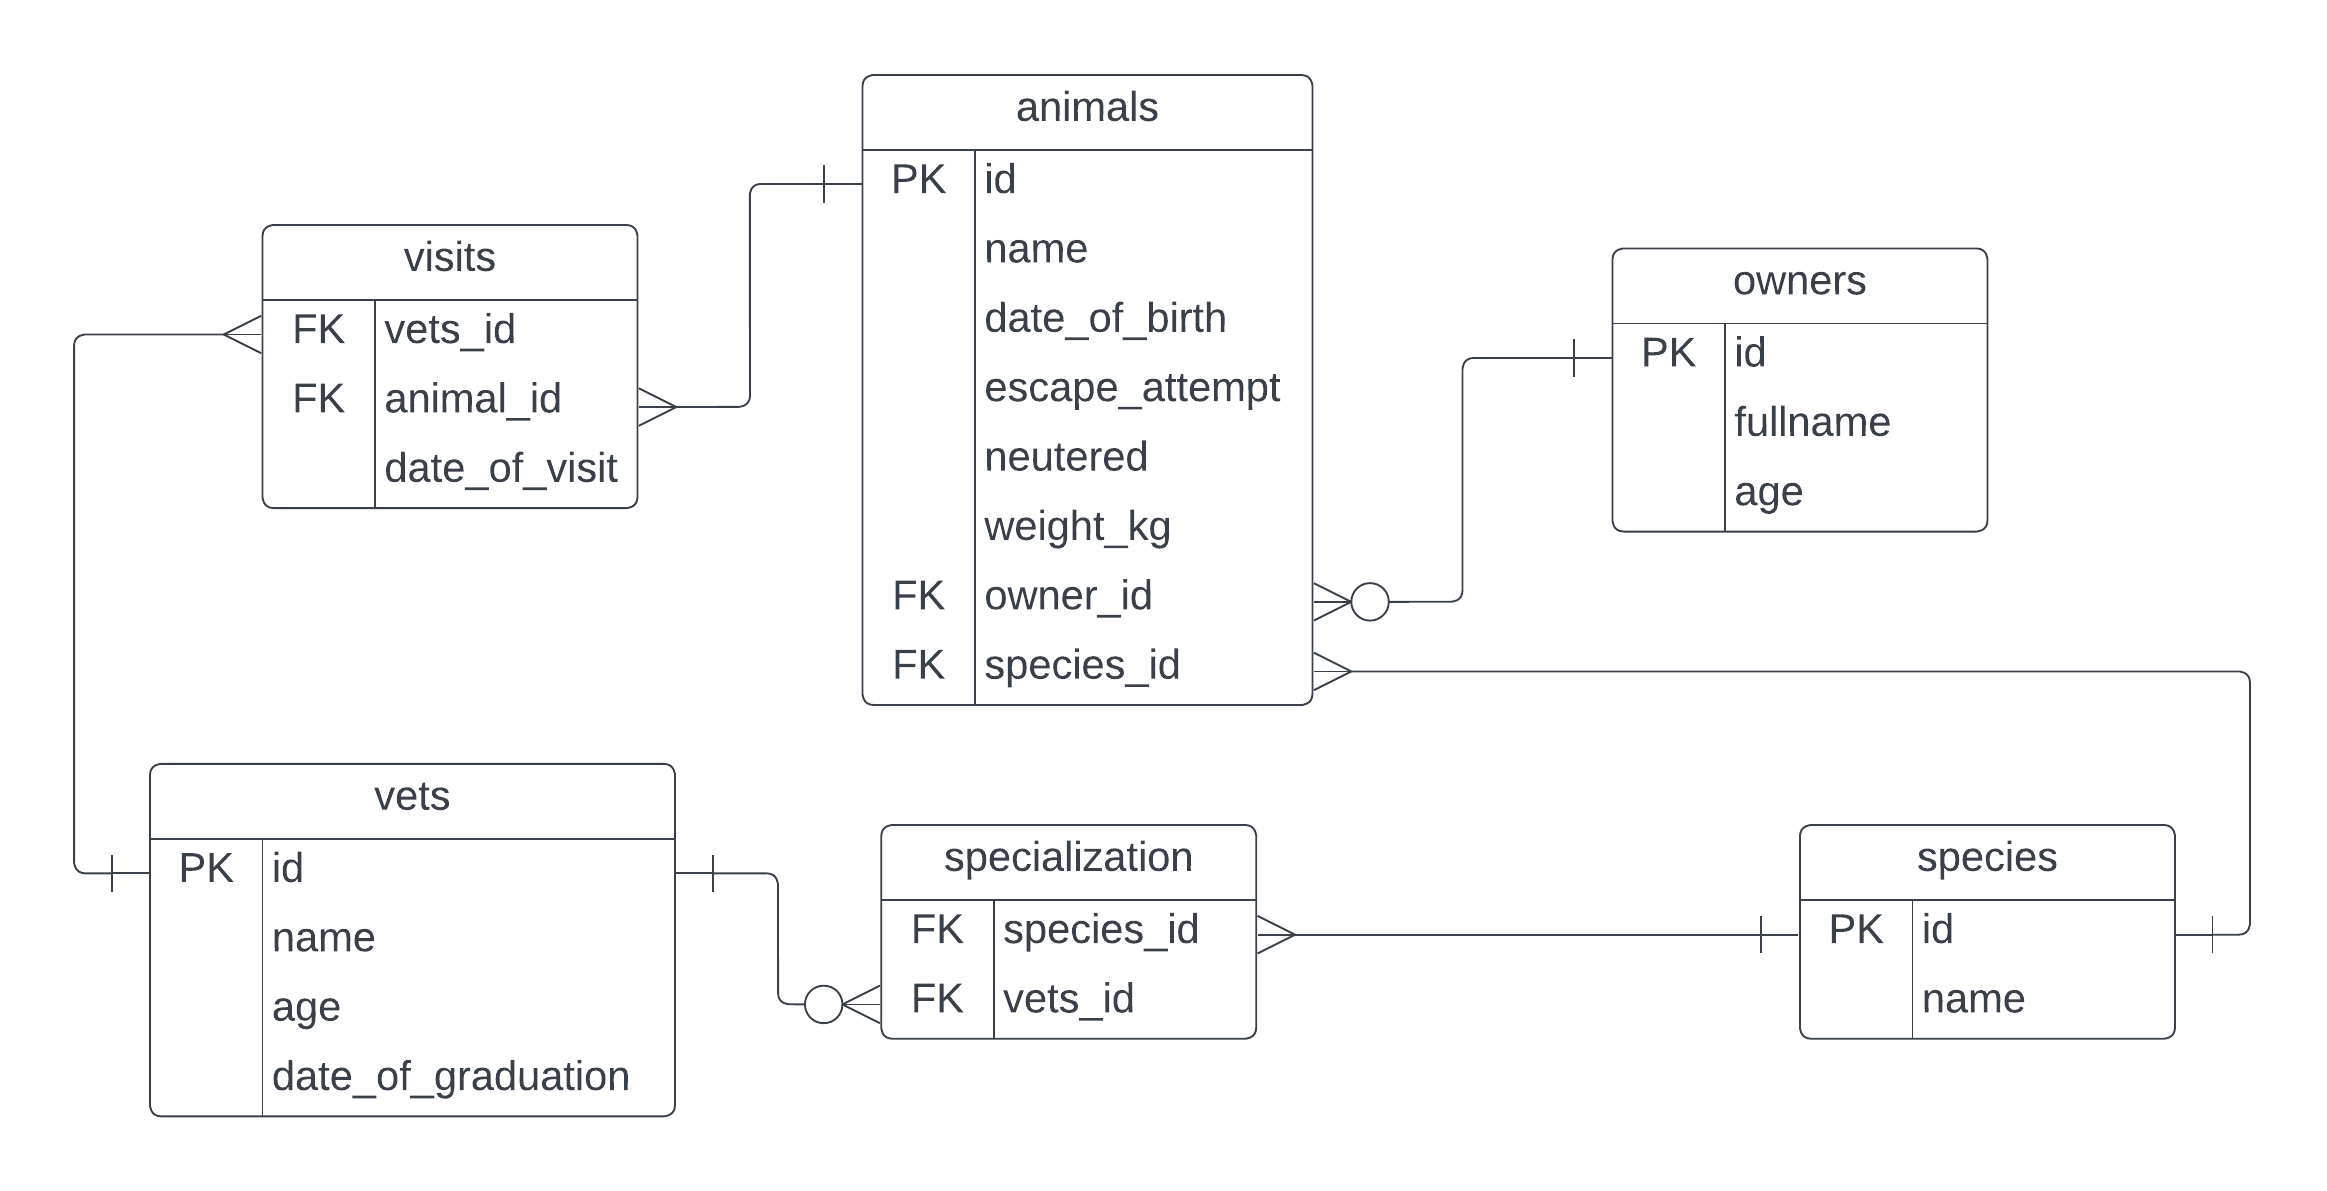 animals
PK id
name
date_of_birth
escape_attempt
neutered
weight_kg
FK owner_id
FK species_id
visits
FK vets_id
FK animal_id
date_of_visit
owners
PK id
fullname
age
vets
PK id
name
age
date_of_graduation
specialization
FK species_id
FK vets_id
species
PK id
name